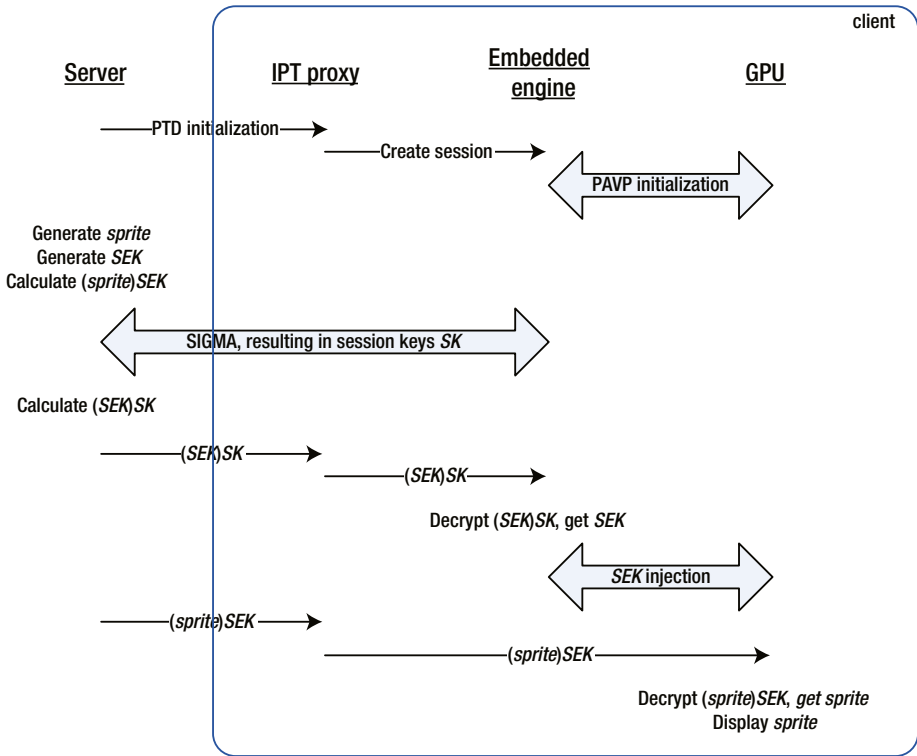 client
Server
IPT proxy
Embedded
engine
GPU
PTD initialization
Create session
PAVP initialization
Generate sprite
Generate SEK
Calculate (sprite)SEK
SIGMA, resulting in session keys SK
Calculate (SEK)SK
(SEK)SK
(SEK)SK
Decrypt (SEK)SK, get SEK
SEK injection
(sprite)SEK
(sprite)SEK
Decrypt (sprite)SEK, get sprite
Display sprite